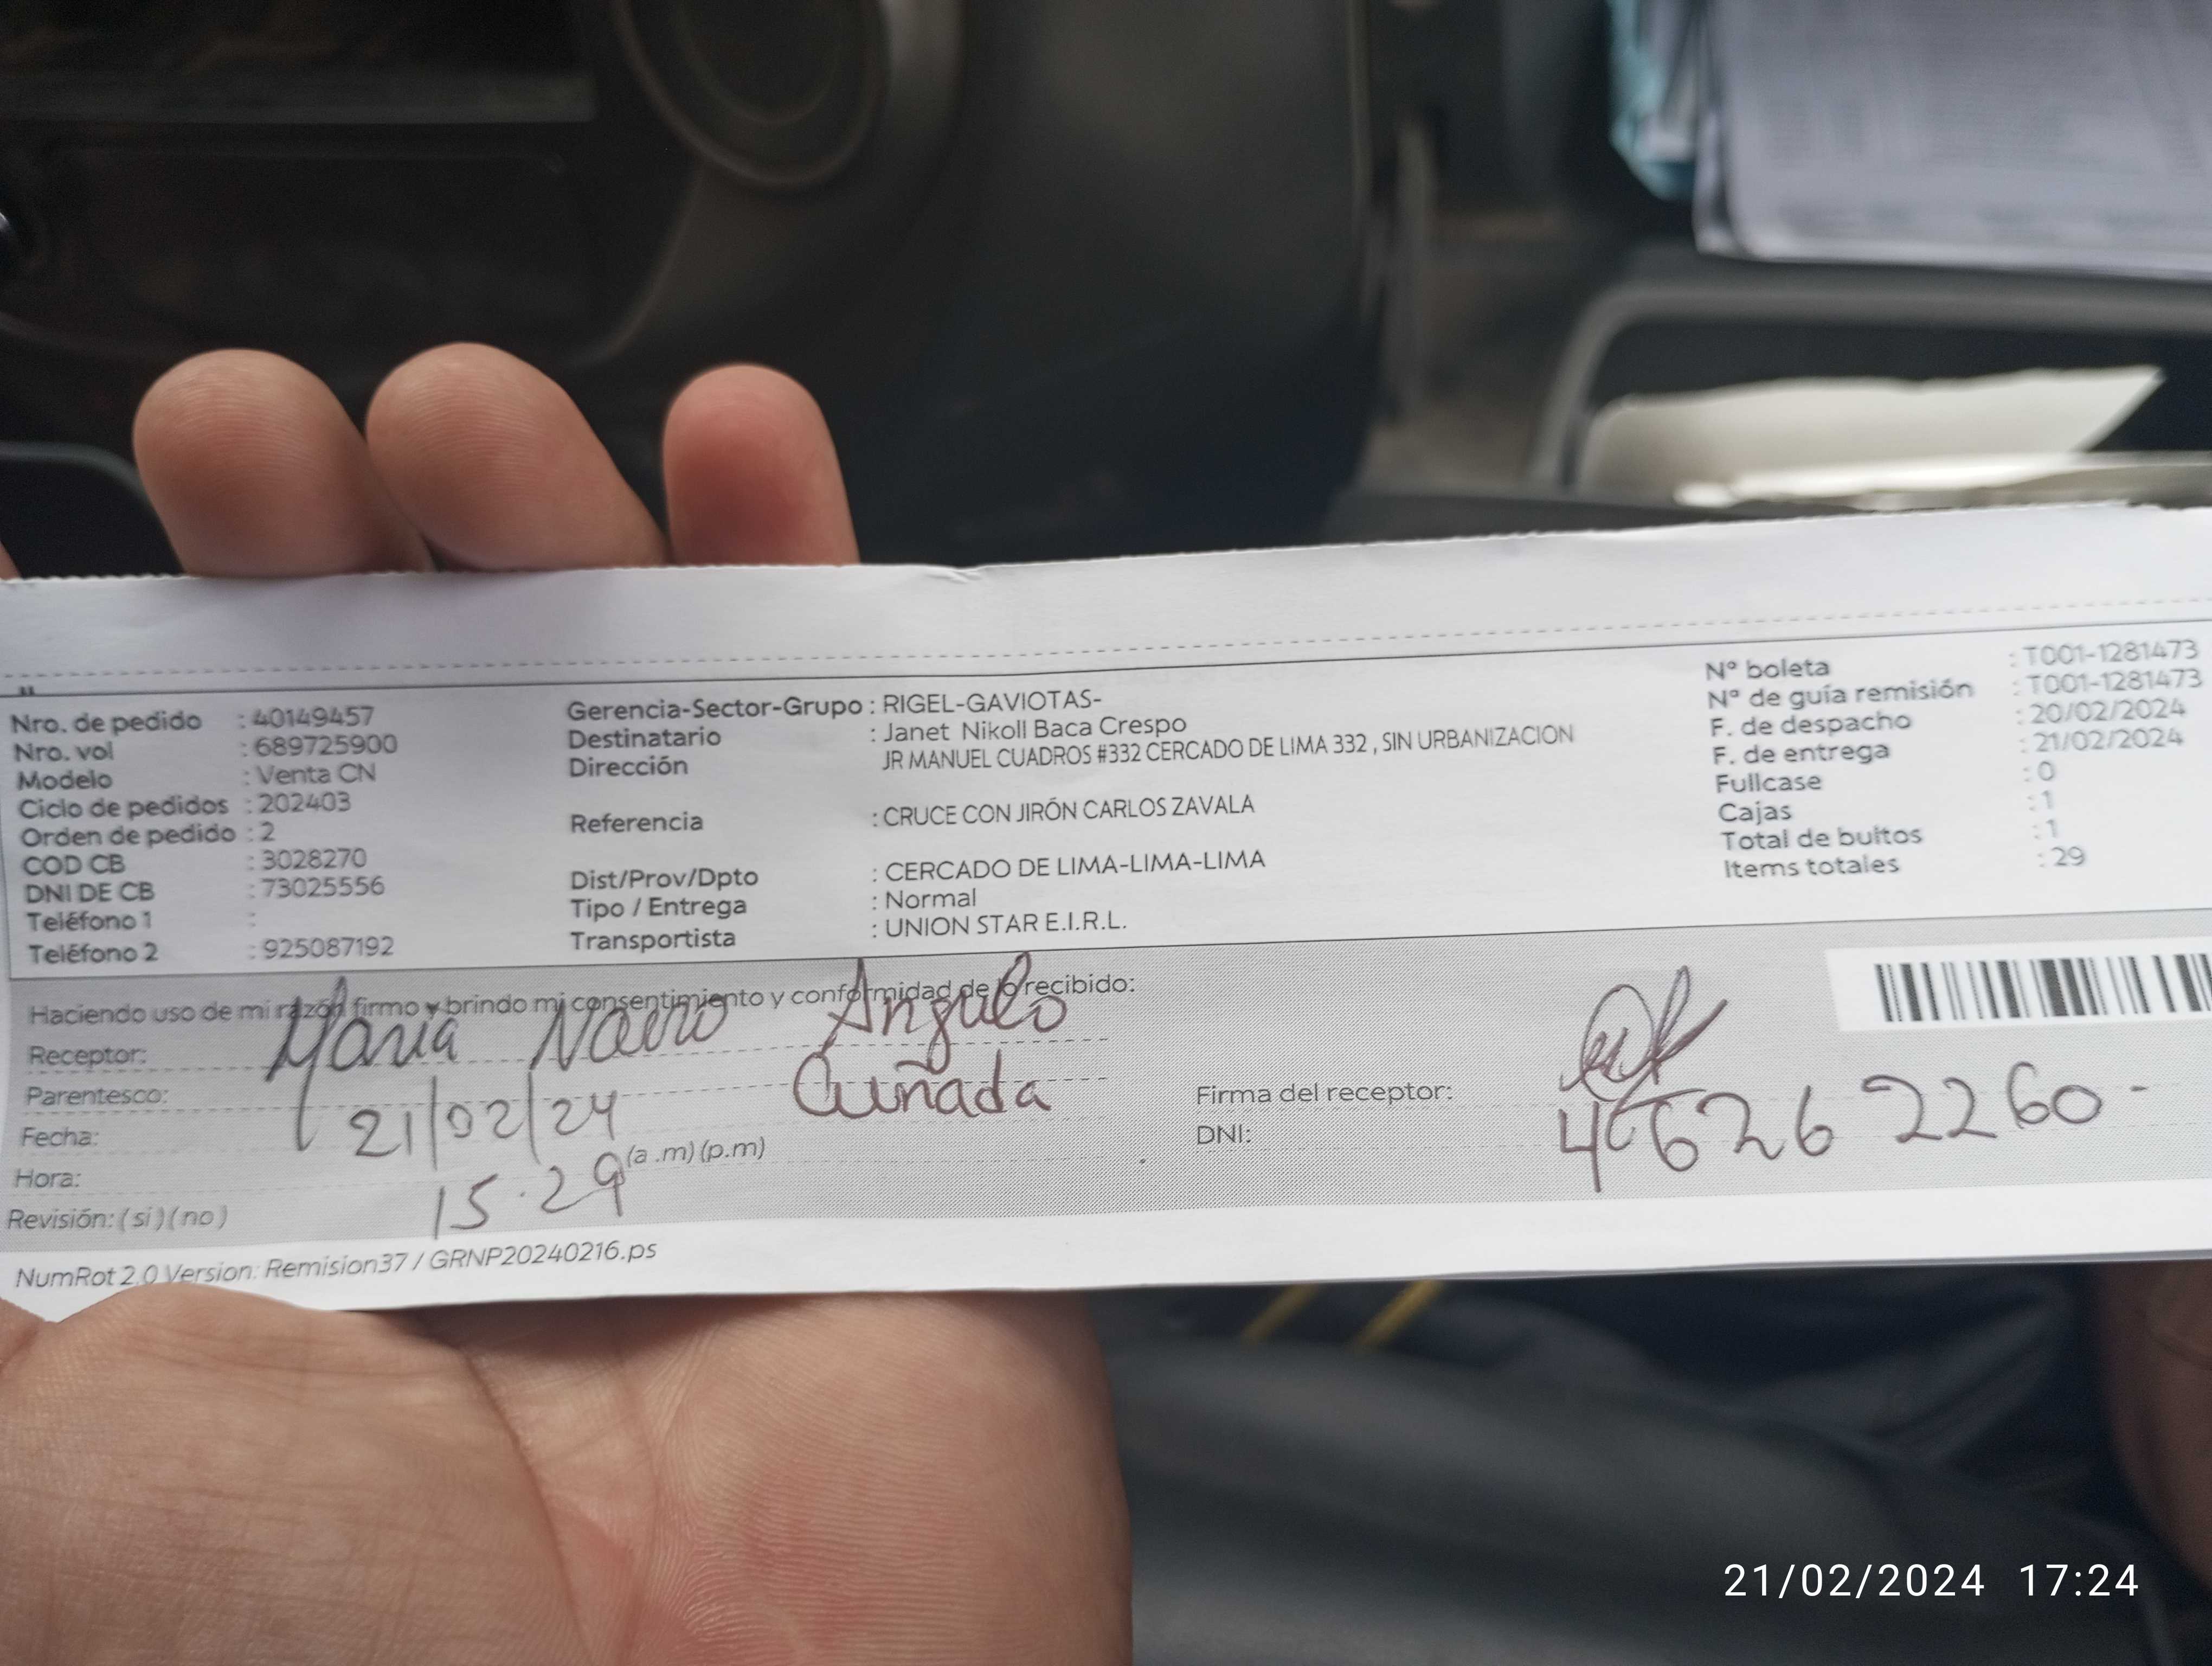 Nro. de pedido : 40149457
Nro. vol : 689725900
Modelo : Venta CN
Ciclo de pedidos : 202403
Orden de pedido : 2
COD CB : 3028270
DNI DE CB : 73025556
Teléfono 1 :
Teléfono 2 : 925087192
Gerencia-Sector-Grupo : RIGEL-GAVIOTAS-
Destinatario : Janet Nikoll Baca Crespo
Dirección JR MANUEL CUADROS #332 CERCADO DE LIMA 332 , SIN URBANIZACION
Referencia : CRUCE CON JIRÓN CARLOS ZAVALA
Dist/Prov/Dpto : CERCADO DE LIMA-LIMA-LIMA
Tipo / Entrega : Normal
Transportista : UNION STAR E.I.R.L.
Nº boleta : T001-1281473
Nº de guía remisión : T001-1281473
F. de despacho : 20/02/2024
F. de entrega : 21/02/2024
Fullcase : 0
Cajas : 1
Total de bultos : 1
Items totales : 29
Haciendo uso de mi razón firmo y brindo mi consentimiento y conformidad de lo recibido:
Receptor: Maria Angulo
Parentesco: Cuñada
Fecha: 21/02/24
Hora: 15.29 (a .m) (p.m)
Revisión: ( si ) ( no )
Firma del receptor:
DNI:
NumRot 2.0 Version: Remision37 / GRNP20240216.ps
21/02/2024 17:24